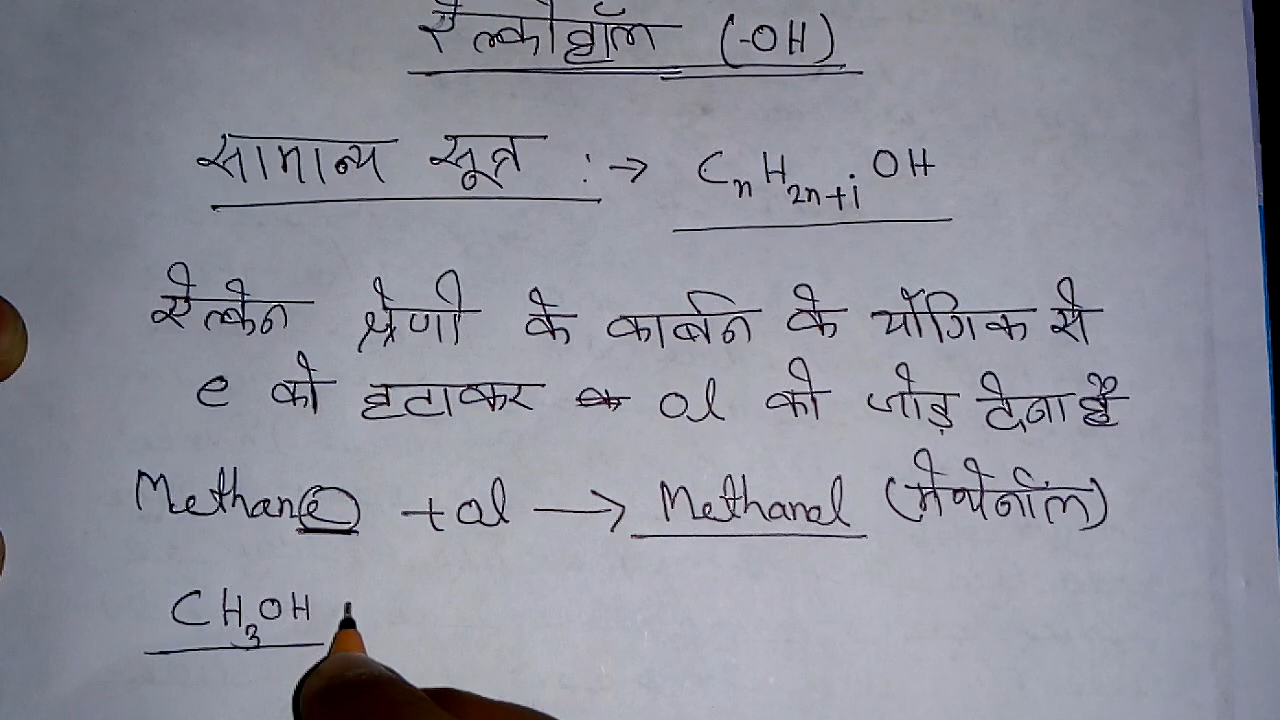 ऐल्कोहॉल (-OH)
सामान्य सूत्र :→ CnH2n+1OH
ऐल्केन श्रेणी के कार्बन के यौगिक से
e को हटाकर ol को जोड़ देना है
Methane + ol → Methanol (मेथेनॉल)
CH3OH